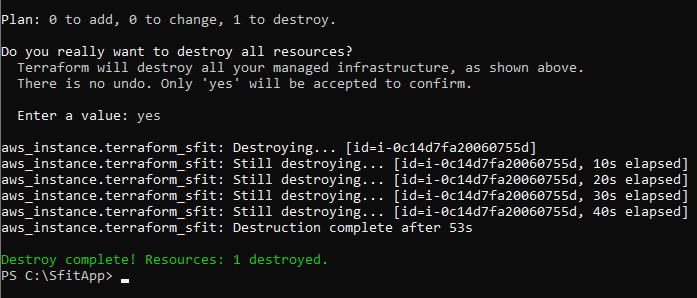 Plan: 0 to add, 0 to change, 1 to destroy.
Do you really want to destroy all resources?
Terraform will destroy all your managed infrastructure, as shown above.
There is no undo. Only 'yes' will be accepted to confirm.
Enter a value: yes
aws_instance.terraform_sfit: Destroying... [id=i-0c14d7fa20060755d]
aws_instance.terraform_sfit: Still destroying... [id=i-0c14d7fa20060755d, 10s elapsed]
aws_instance.terraform_sfit: Still destroying... [id=i-0c14d7fa20060755d, 20s elapsed]
aws_instance.terraform_sfit: Still destroying... [id=i-0c14d7fa20060755d, 30s elapsed]
aws_instance.terraform_sfit: Still destroying... [id=i-0c14d7fa20060755d, 40s elapsed]
aws_instance.terraform_sfit: Destruction complete after 53s
Destroy complete! Resources: 1 destroyed.
PS C:\SfitApp>